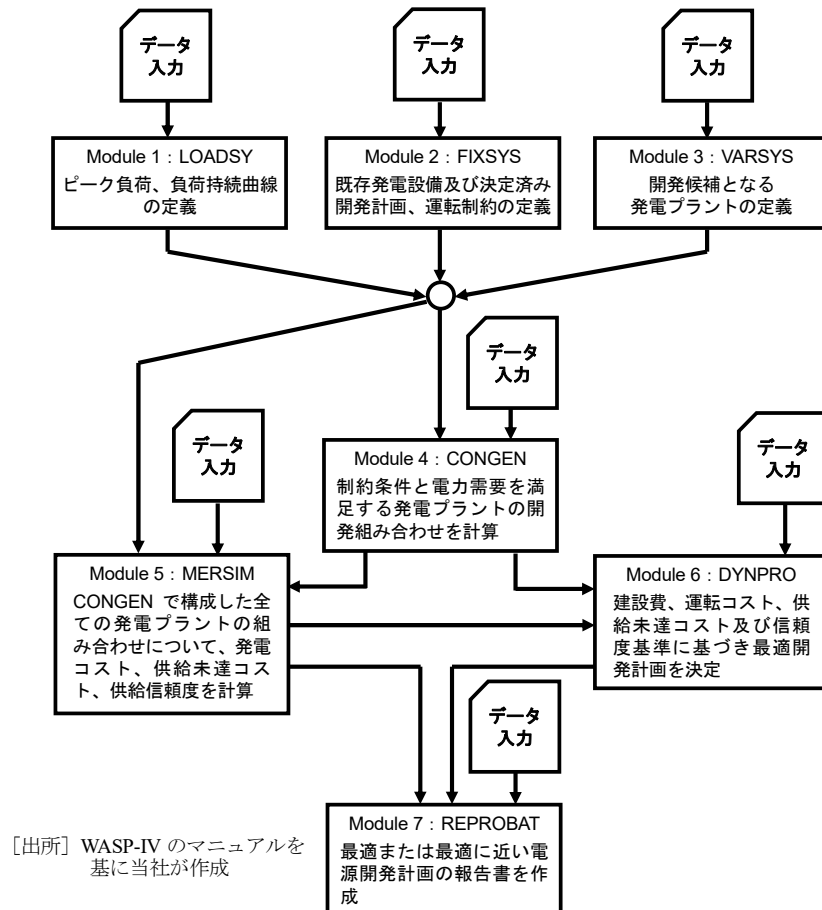 データ
入力
データ
入力
データ
入力
Module 1：LOADSY
ピーク負荷、負荷持続曲線
の定義
Module 2：FIXSYS
既存発電設備及び決定済み
開発計画、運転制約の定義
Module 3：VARSYS
開発候補となる
発電プラントの定義
データ
入力
データ
入力
データ
入力
Module 4：CONGEN
制約条件と電力需要を満
足する発電プラントの開
発組み合わせを計算
Module 5：MERSIM
CONGEN で構成した全
ての発電プラントの組
み合わせについて、発電
コスト、供給未達コス
ト、供給信頼度を計算
Module 6：DYNPRO
建設費、運転コスト、供
給未達コスト及び信頼
度基準に基づき最適開
発計画を決定
データ
入力
Module 7：REPROBAT
最適または最適に近い電
源開発計画の報告書を作
成
［出所］WASP-IV のマニュアルを
基に当社が作成